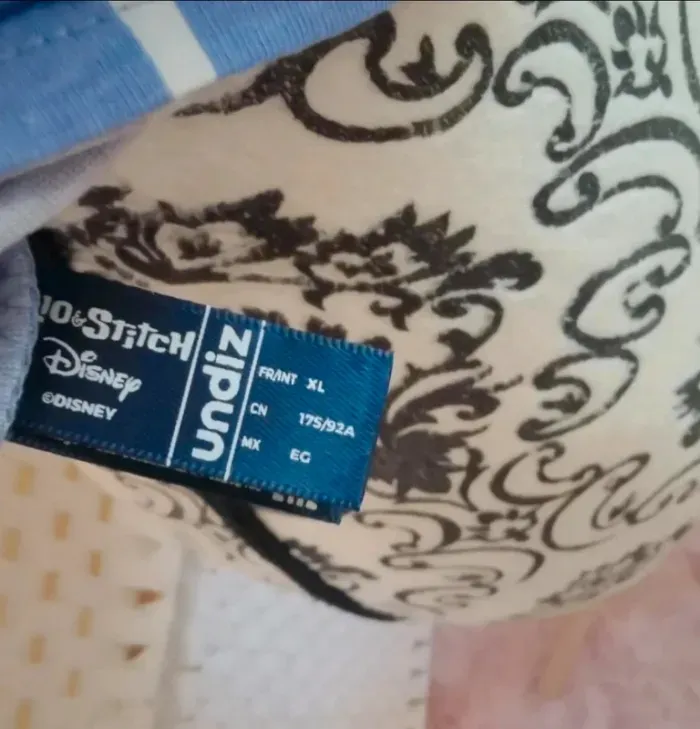 &STiTCH
DiSNEY
©DISNEY
undiz
FR/INT XL
CN 175/92A
MX EG